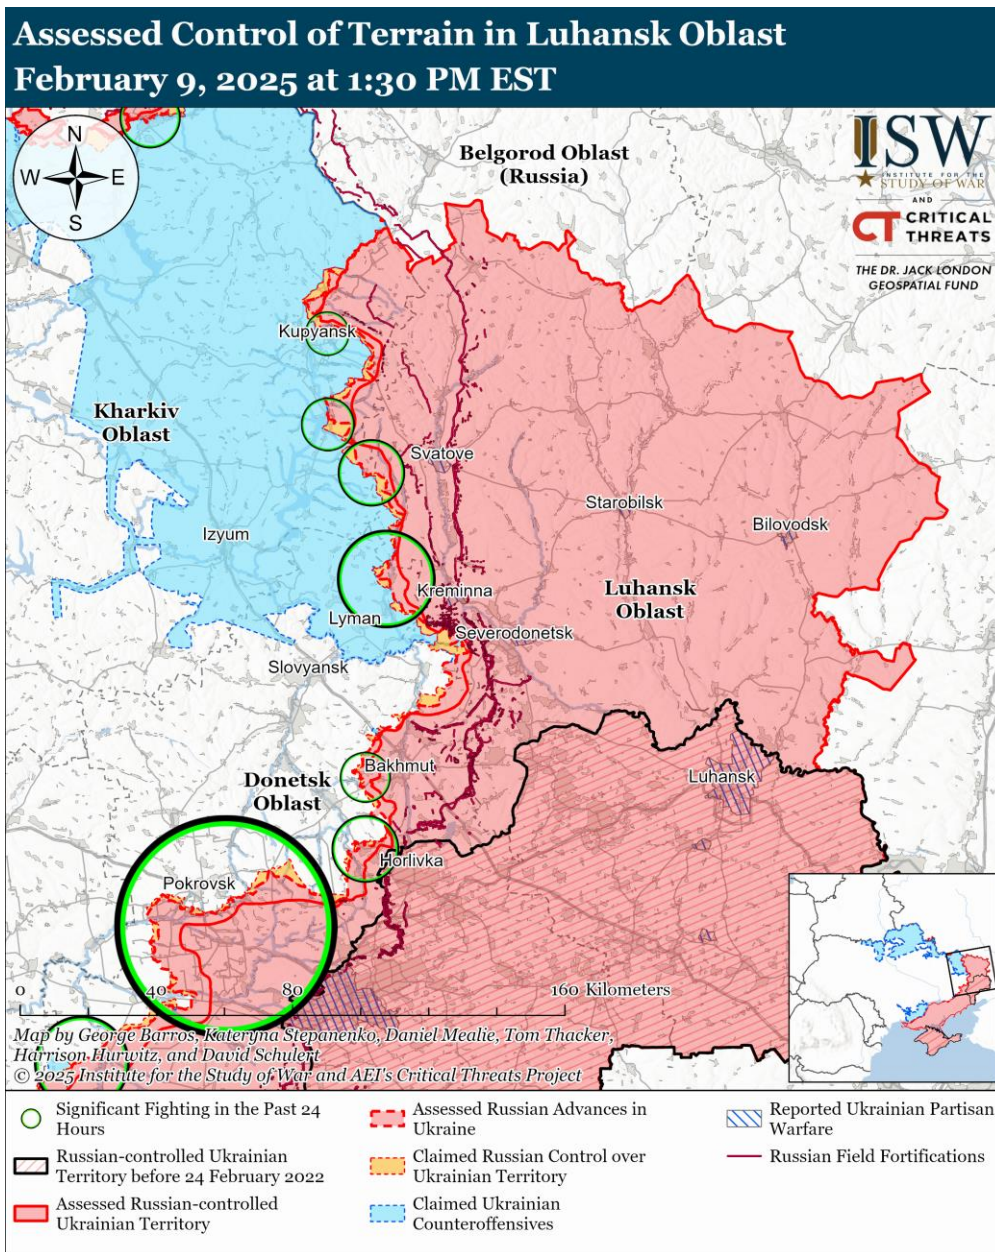 Assessed Control of Terrain in Luhansk Oblast
February 9, 2025 at 1:30 PM EST
N
W
E
S
Belgorod Oblast
(Russia)
ISW
INSTITUTE FOR THE
STUDY OF WAR
AND
CT CRITICAL
THREATS
THE DR. JACK LONDON
GEOSPATIAL FUND
Kupyansk
Kharkiv
Oblast
Svatove
Starobilsk
Bilovodsk
Izyum
Kreminna
Luhansk
Oblast
Lyman
Severodonetsk
Slovyansk
Bakhmut
Luhansk
Donetsk
Oblast
Horlivka
Pokrovsk
0
40
80
160 Kilometers
Map by George Barros, Kateryna Stepanenko, Daniel Mealie, Tom Thacker,
Harrison Hurwitz, and David Schulert
© 2025 Institute for the Study of War and AEI's Critical Threats Project
Significant Fighting in the Past 24
Hours
Russian-controlled Ukrainian
Territory before 24 February 2022
Assessed Russian-controlled
Ukrainian Territory
Assessed Russian Advances in
Ukraine
Claimed Russian Control over
Ukrainian Territory
Claimed Ukrainian
Counteroffensives
Reported Ukrainian Partisan
Warfare
Russian Field Fortifications